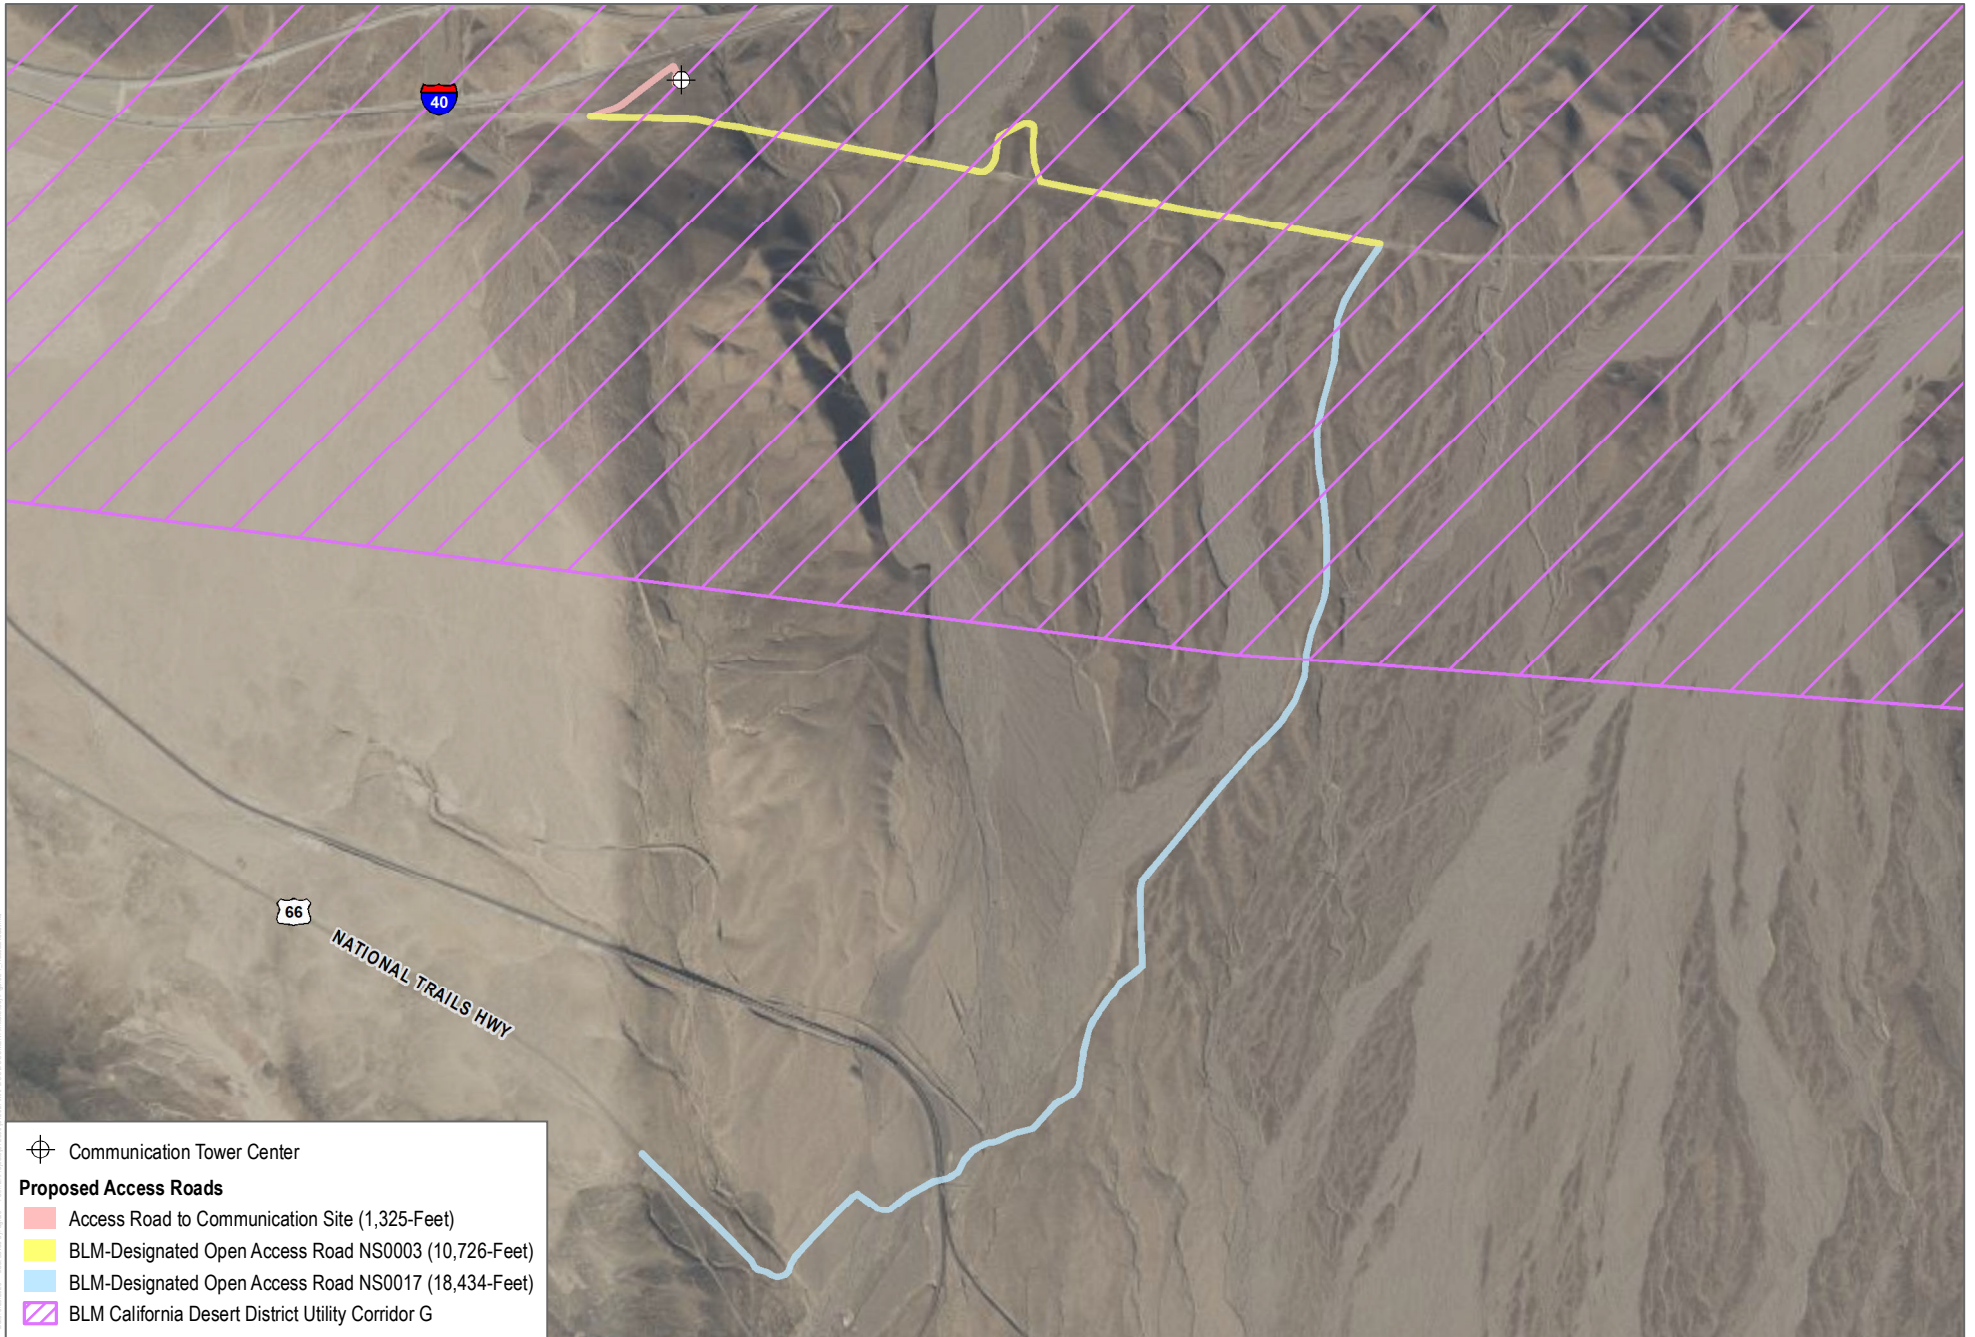 40
66
NATIONAL TRAILS HWY
Communication Tower Center
Proposed Access Roads
Access Road to Communication Site (1,325-Feet)
BLM-Designated Open Access Road NS0003 (10,726-Feet)
BLM-Designated Open Access Road NS0017 (18,434-Feet)
BLM California Desert District Utility Corridor G